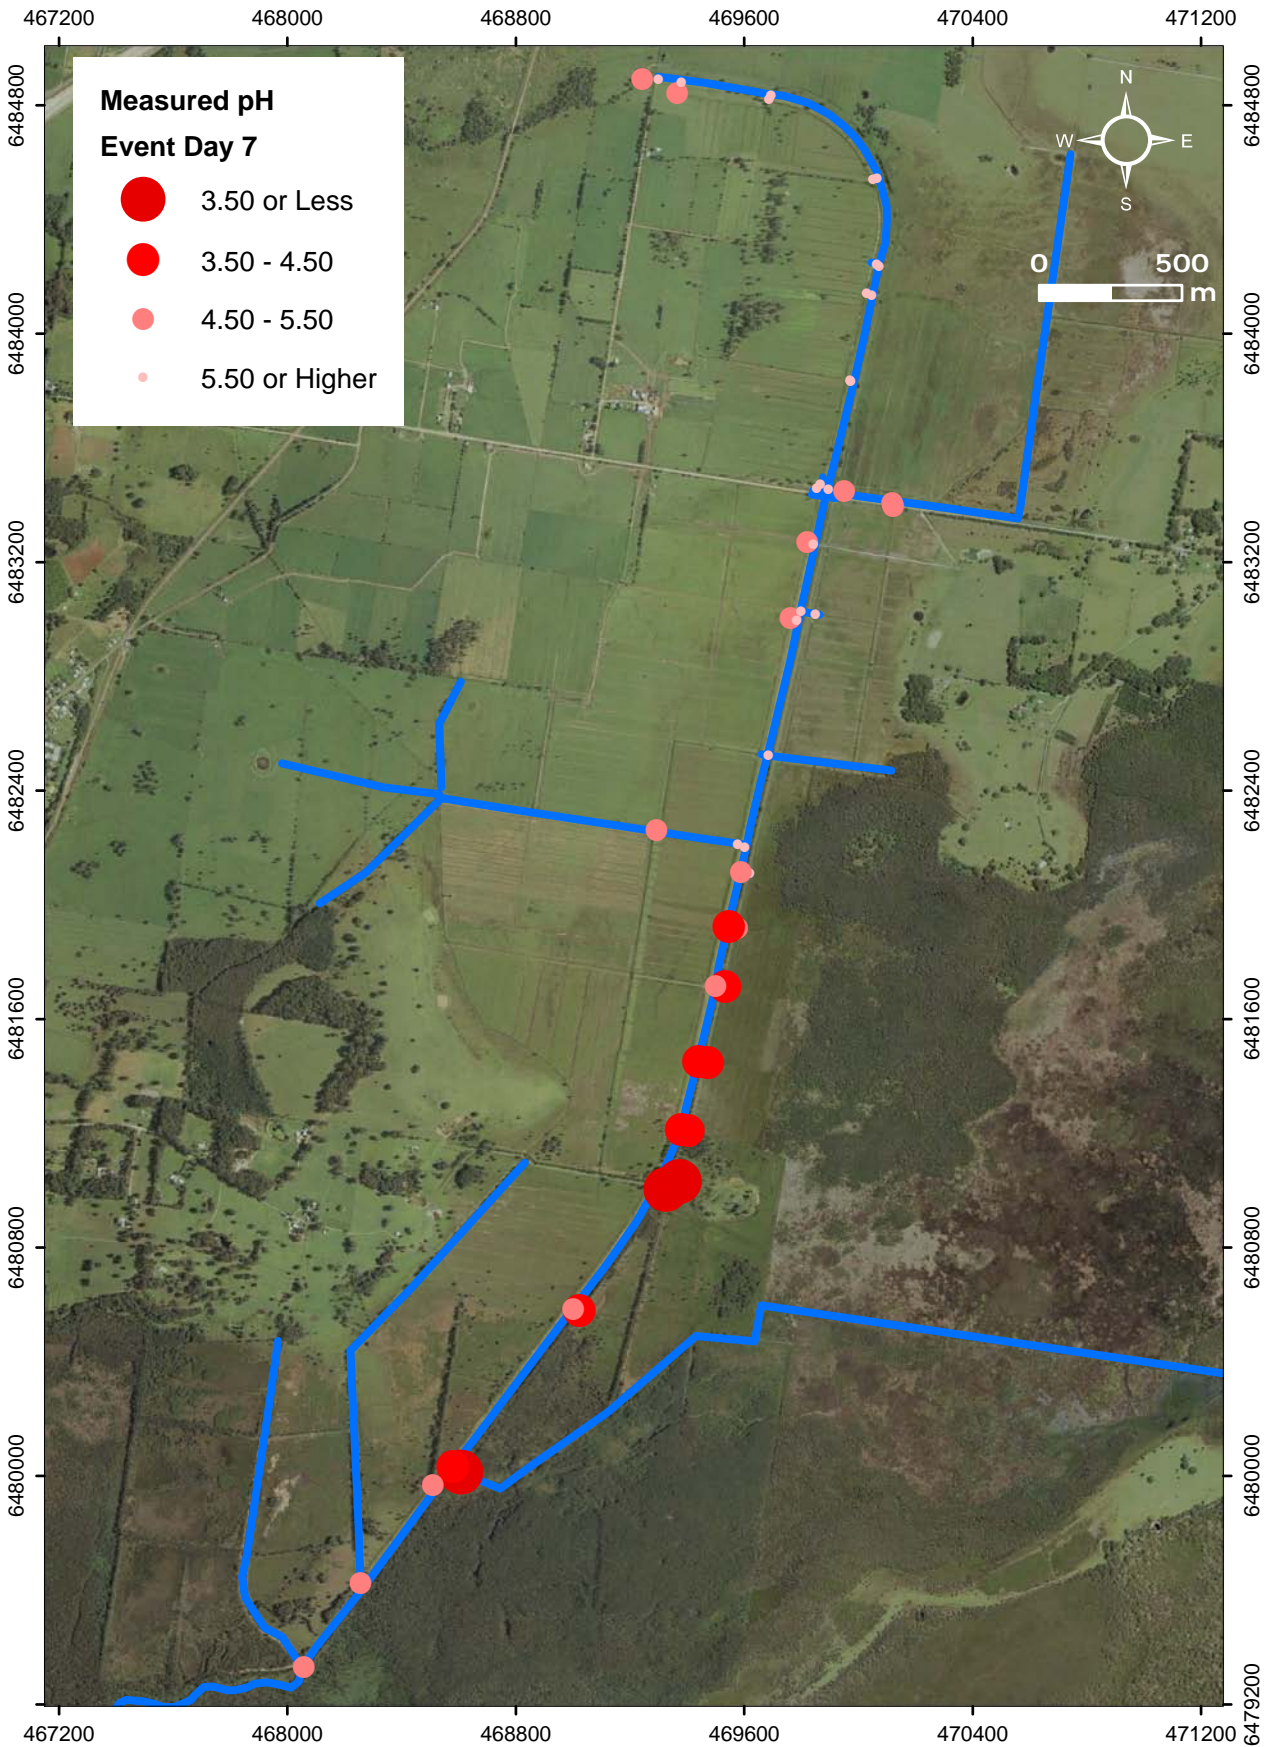 467200 468000 468800 469600 470400 471200
Measured pH
Event Day 7
3.50 or Less
3.50 - 4.50
4.50 - 5.50
5.50 or Higher
N
W E
S
0 500
m
6484800 6484800
6484000 6484000
6483200 6483200
6482400 6482400
6481600 6481600
6480800 6480800
6480000 6480000
6479200
467200 468000 468800 469600 470400 471200